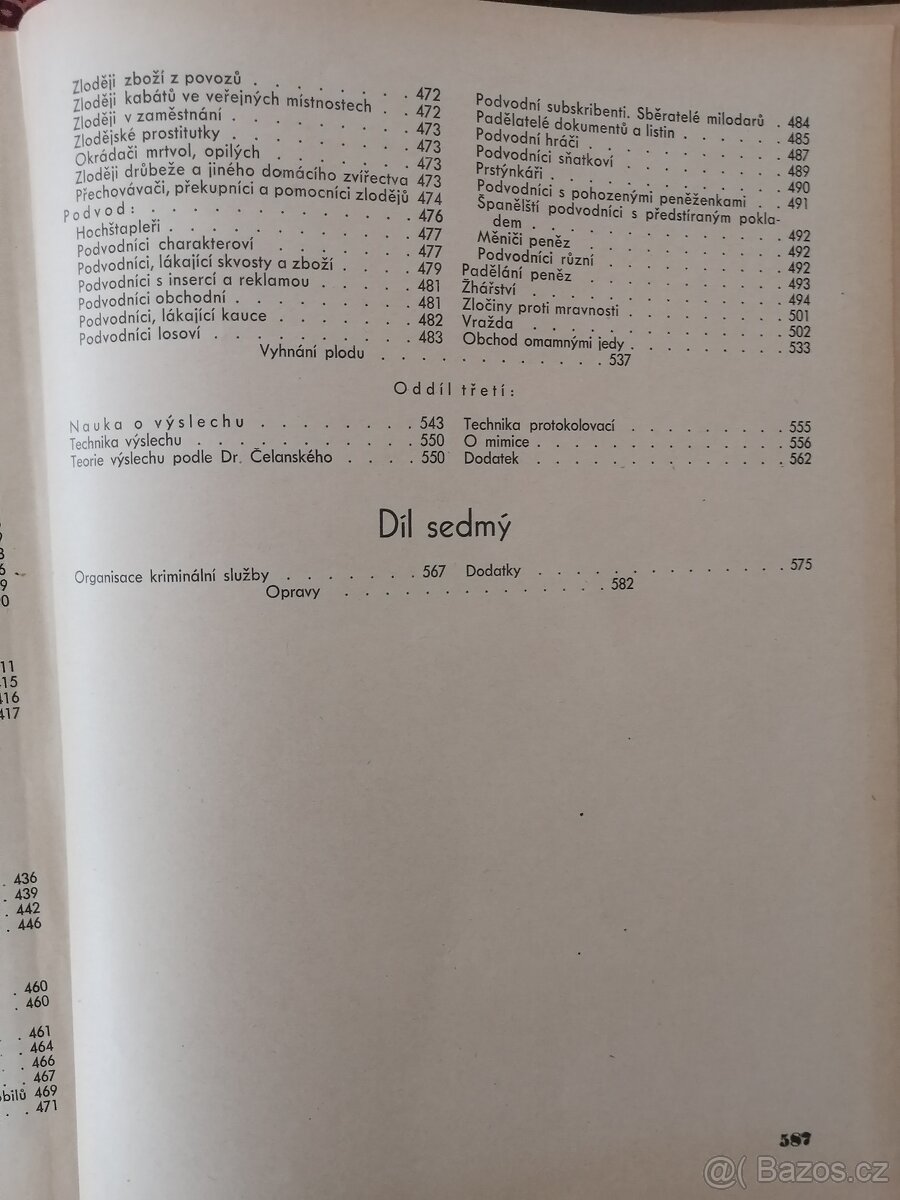 Zloději zboží z povozů . . . . . . . . 472
Zloději kabátů ve veřejných místnostech . 472
Zloději v zaměstnání . . . . . . . . . 473
Zlodějské prostitutky . . . . . . . . . 473
Okrádači mrtvol, opilých . . . . . . . 473
Zloději drůbeže a jiného domácího zvířectva 473
Přechovávači, překupníci a pomocníci zlodějů 474
Podvod: . . . . . . . . . . . . 476
Hochštapleři . . . . . . . . . . . 477
Podvodníci charakteroví . . . . . . . 477
Podvodníci, lákající skvosty a zboží . . . . 479
Podvodníci s insercí a reklamou . . . . . 481
Podvodníci obchodní . . . . . . . . . 481
Podvodníci, lákající kauce . . . . . . . 482
Podvodníci losoví . . . . . . . . . . 483
Podvodní subskribenti. Sběratelé milodarů . 484
Padělatelé dokumentů a listin . . . . . . 485
Podvodní hráči . . . . . . . . . . . 487
Podvodníci sňatkoví . . . . . . . . . 489
Prstýnkáři . . . . . . . . . . . . 490
Podvodníci s pohozenými peněženkami . . 491
Španělští podvodníci s předstíraným pokla-
dem . . . . . . . . . . . . . . 492
Měniči peněz . . . . . . . . . . . 492
Podvodníci různí . . . . . . . . . . 492
Padělání peněz . . . . . . . . . . . 493
Žhářství . . . . . . . . . . . . . 494
Zločiny proti mravnosti . . . . . . . . 501
Vražda . . . . . . . . . . . . . . 502
Obchod omamnými jedy . . . . . . . . 533
Vyhnání plodu . . . . . . . . . . . . 537
Oddíl třetí:
Nauka o výslechu . . . . . . . . 543
Technika výslechu . . . . . . . . . . . 550
Teorie výslechu podle Dr. Čelanského . . . . 550
Technika protokolovací . . . . . . . . 555
O mimice . . . . . . . . . . . . . 556
Dodatek . . . . . . . . . . . . . 562
Díl sedmý
Organisace kriminální služby . . . . . . . 567
Dodatky . . . . . . . . . . . . . 575
Opravy . . . . . . . . . . . . . 582
11
415
416
417
. 436
. 439
. 442
. 446
. 460
. 460
. 461
. 464
. 466
. 467
obilů 469
. . 471
587
@( Bazos.cz